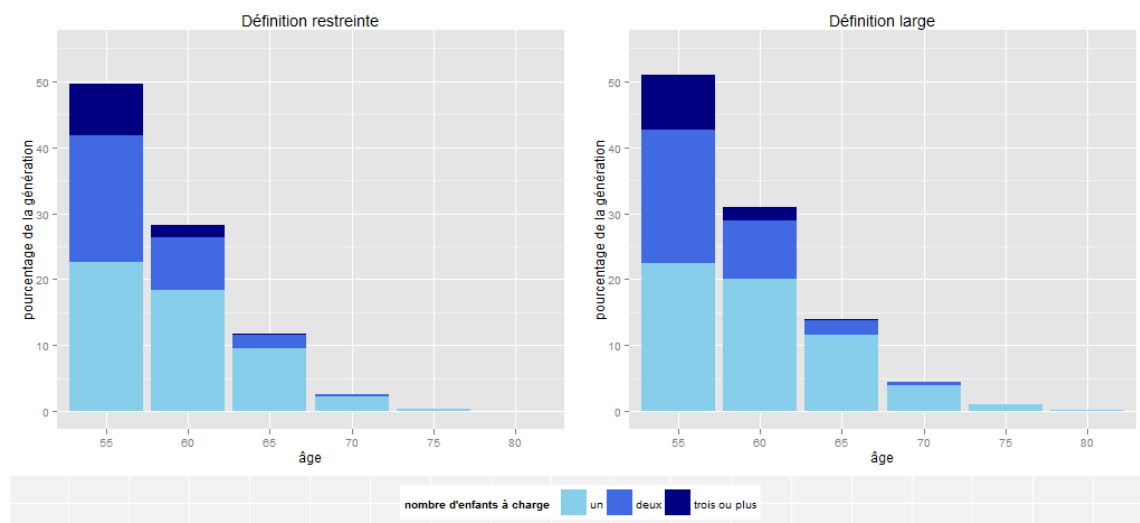 Définition restreinte
pourcentage de la génération
50
40
30
20
10
0
55 60 65 70 75 80
âge
Définition large
pourcentage de la génération
50
40
30
20
10
0
55 60 65 70 75 80
âge
nombre d'enfants à charge un deux trois ou plus